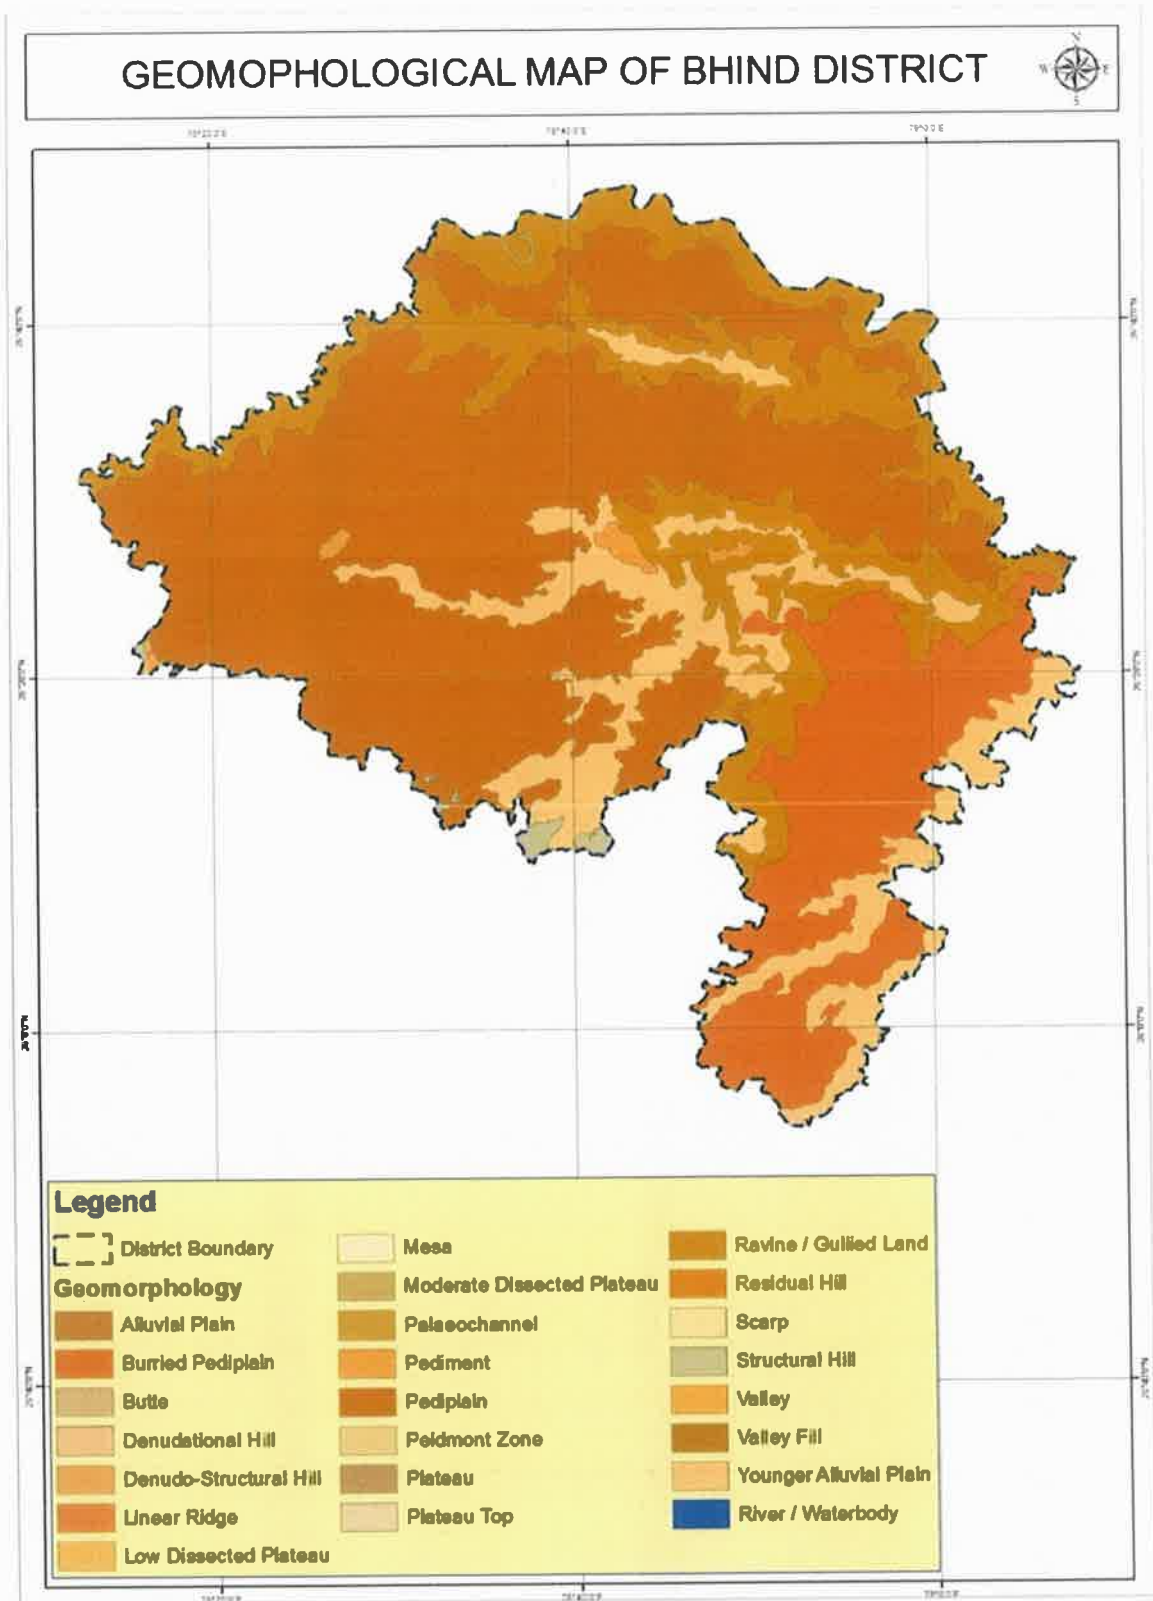 GEOMOPHOLOGICAL MAP OF BHIND DISTRICT
N
W E
S
Legend
District Boundary
Geomorphology
Alluvial Plain
Burried Pediplain
Butte
Denudational Hill
Denudo-Structural Hill
Linear Ridge
Low Dissected Plateau
Mesa
Moderate Dissected Plateau
Palaeochannel
Pediment
Pediplain
Peidmont Zone
Plateau
Plateau Top
Ravine / Gullied Land
Residual Hill
Scarp
Structural Hill
Valley
Valley Fill
Younger Alluvial Plain
River / Waterbody